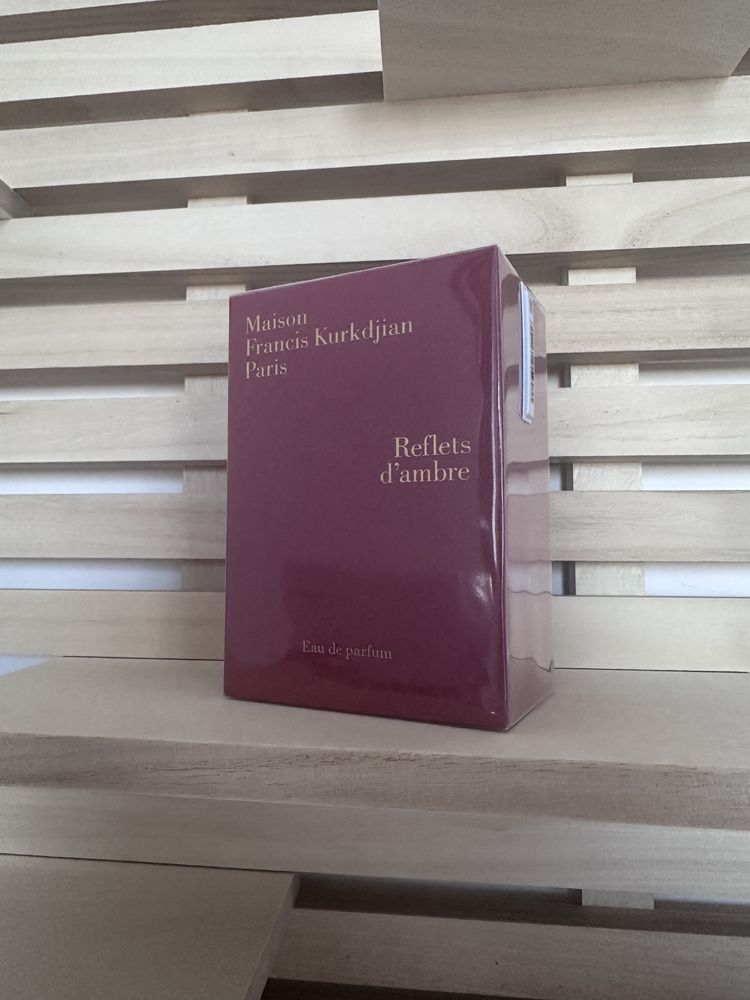 Maison
Francis Kurkdjian
Paris
Reflets
d'ambre
Eau de parfum